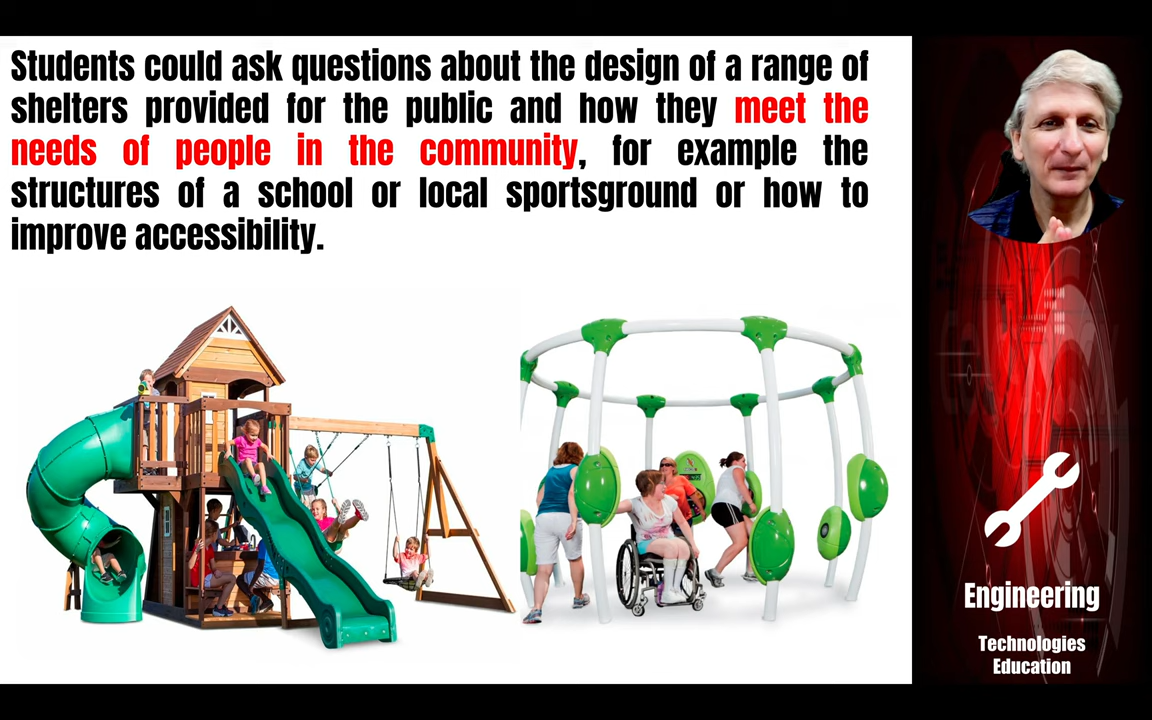 Students could ask questions about the design of a range of
shelters provided for the public and how they meet the
needs of people in the community, for example the
structures of a school or local sportsground or how to
improve accessibility.
Engineering
Technologies
Education